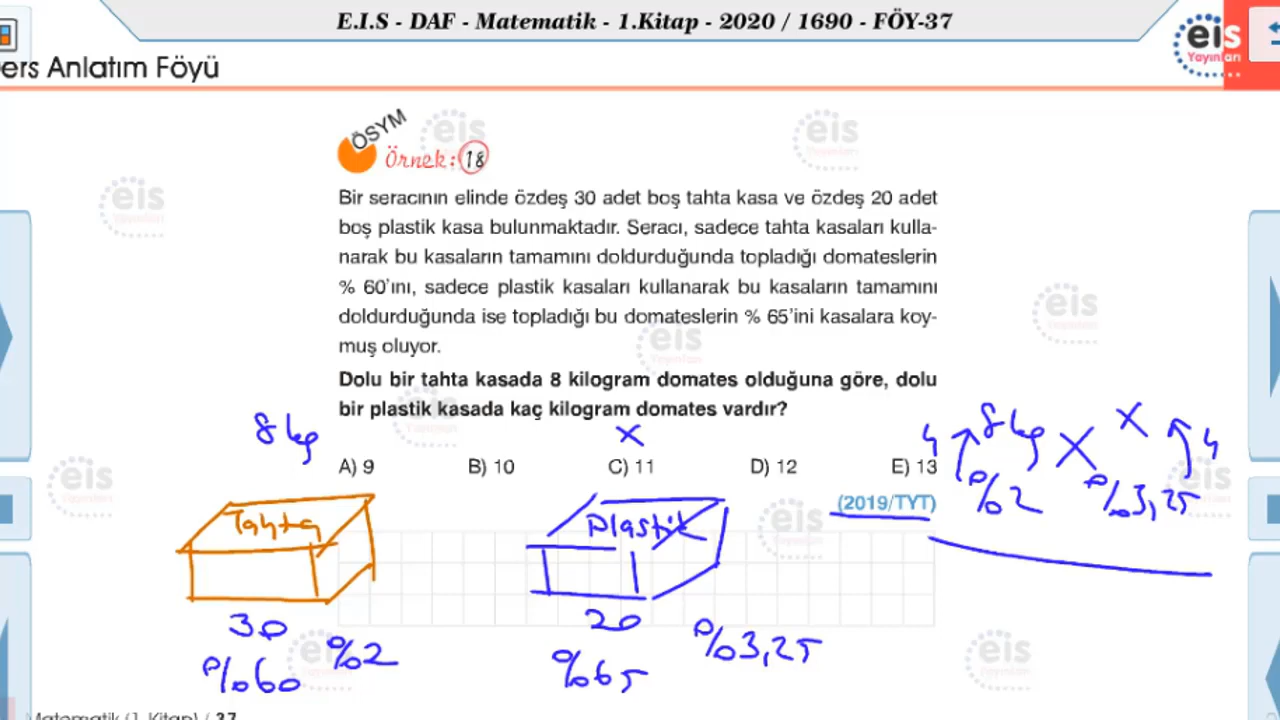 E.I.S - DAF - Matematik - 1.Kitap - 2020 / 1690 - FÖY-37
eis
Yayınları
ers Anlatım Föyü
ÖSYM
Örnek: 18
Bir seracının elinde özdeş 30 adet boş tahta kasa ve özdeş 20 adet
boş plastik kasa bulunmaktadır. Seracı, sadece tahta kasaları kulla-
narak bu kasaların tamamını doldurduğunda topladığı domateslerin
% 60'ını, sadece plastik kasaları kullanarak bu kasaların tamamını
doldurduğunda ise topladığı bu domateslerin % 65'ini kasalara koy-
muş oluyor.
Dolu bir tahta kasada 8 kilogram domates olduğuna göre, dolu
bir plastik kasada kaç kilogram domates vardır?
8 kg
x
4 8 kg x 4
%2 %3,25
A) 9 B) 10 C) 11 D) 12 E) 13
(2019/TYT)
Tahta
Plastik
30
%60
%2
20
%65
%3,25
Matematik (1. Kitap) / 37